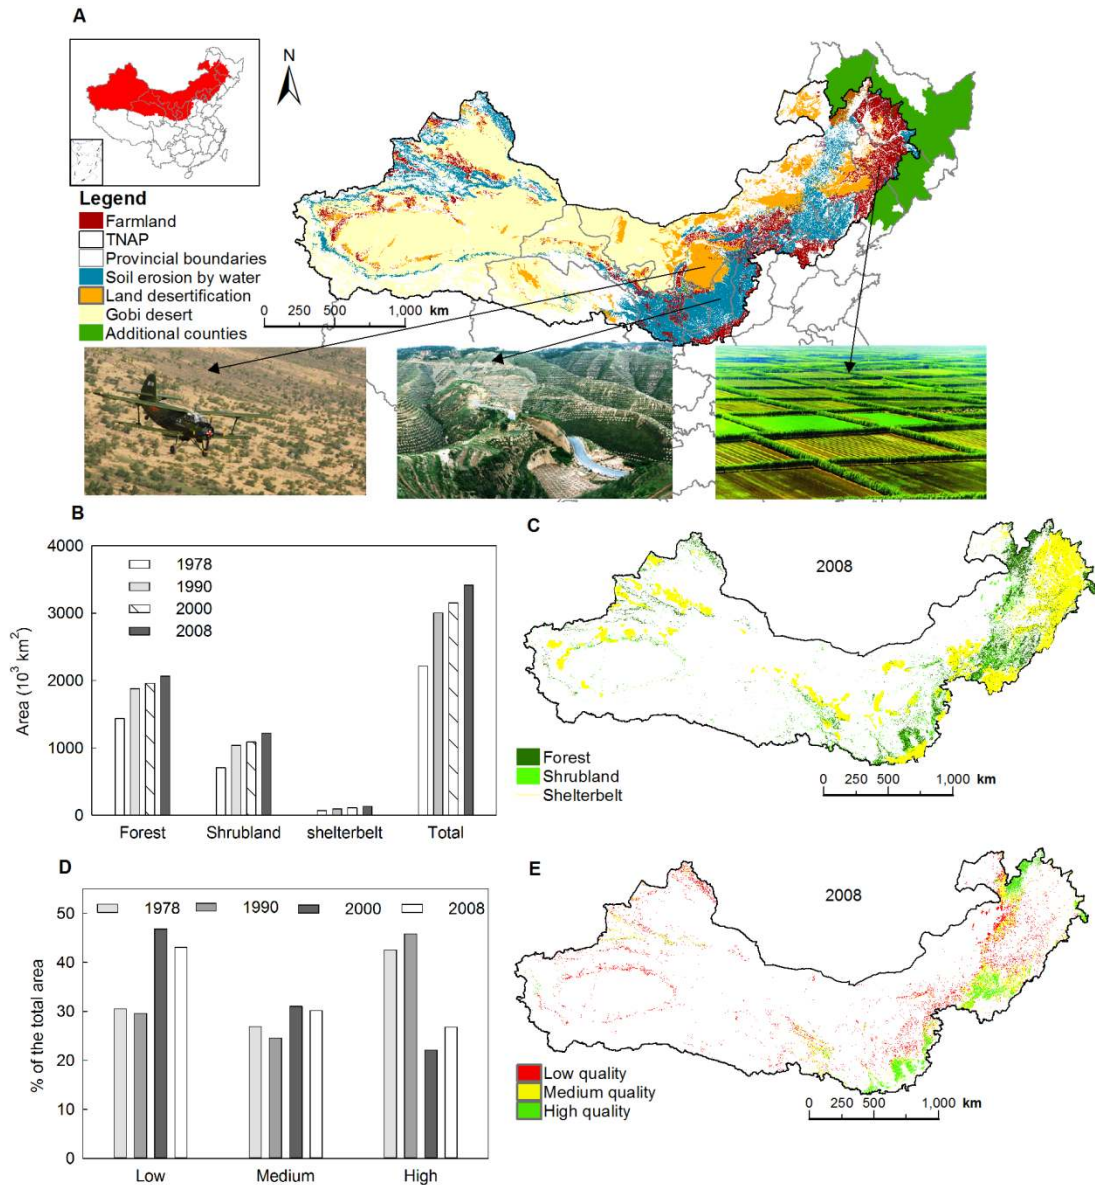 A
N
Legend
Farmland
TNAP
Provincial boundaries
Soil erosion by water
Land desertification
Gobi desert
Additional counties
0 250 500 1,000 km
B
Area (10³ km²)
4000
3000
2000
1000
0
1978
1990
2000
2008
Forest Shrubland shelterbelt Total
C
2008
Forest
Shrubland
Shelterbelt
0 250 500 1,000 km
D
% of the total area
50
40
30
20
10
0
1978 1990 2000 2008
Low Medium High
E
2008
Low quality
Medium quality
High quality
0 250 500 1,000 km